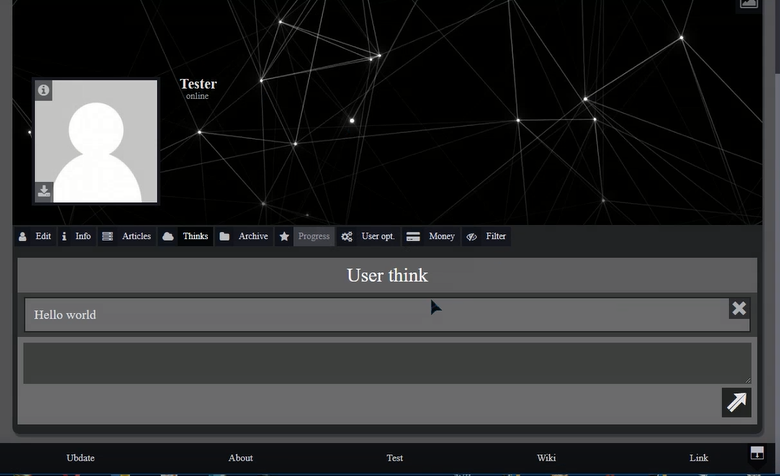 Tester
online
Edit Info Articles Thinks Archive Progress User opt. Money Filter
User think
Hello world
Ubdate About Test Wiki Link